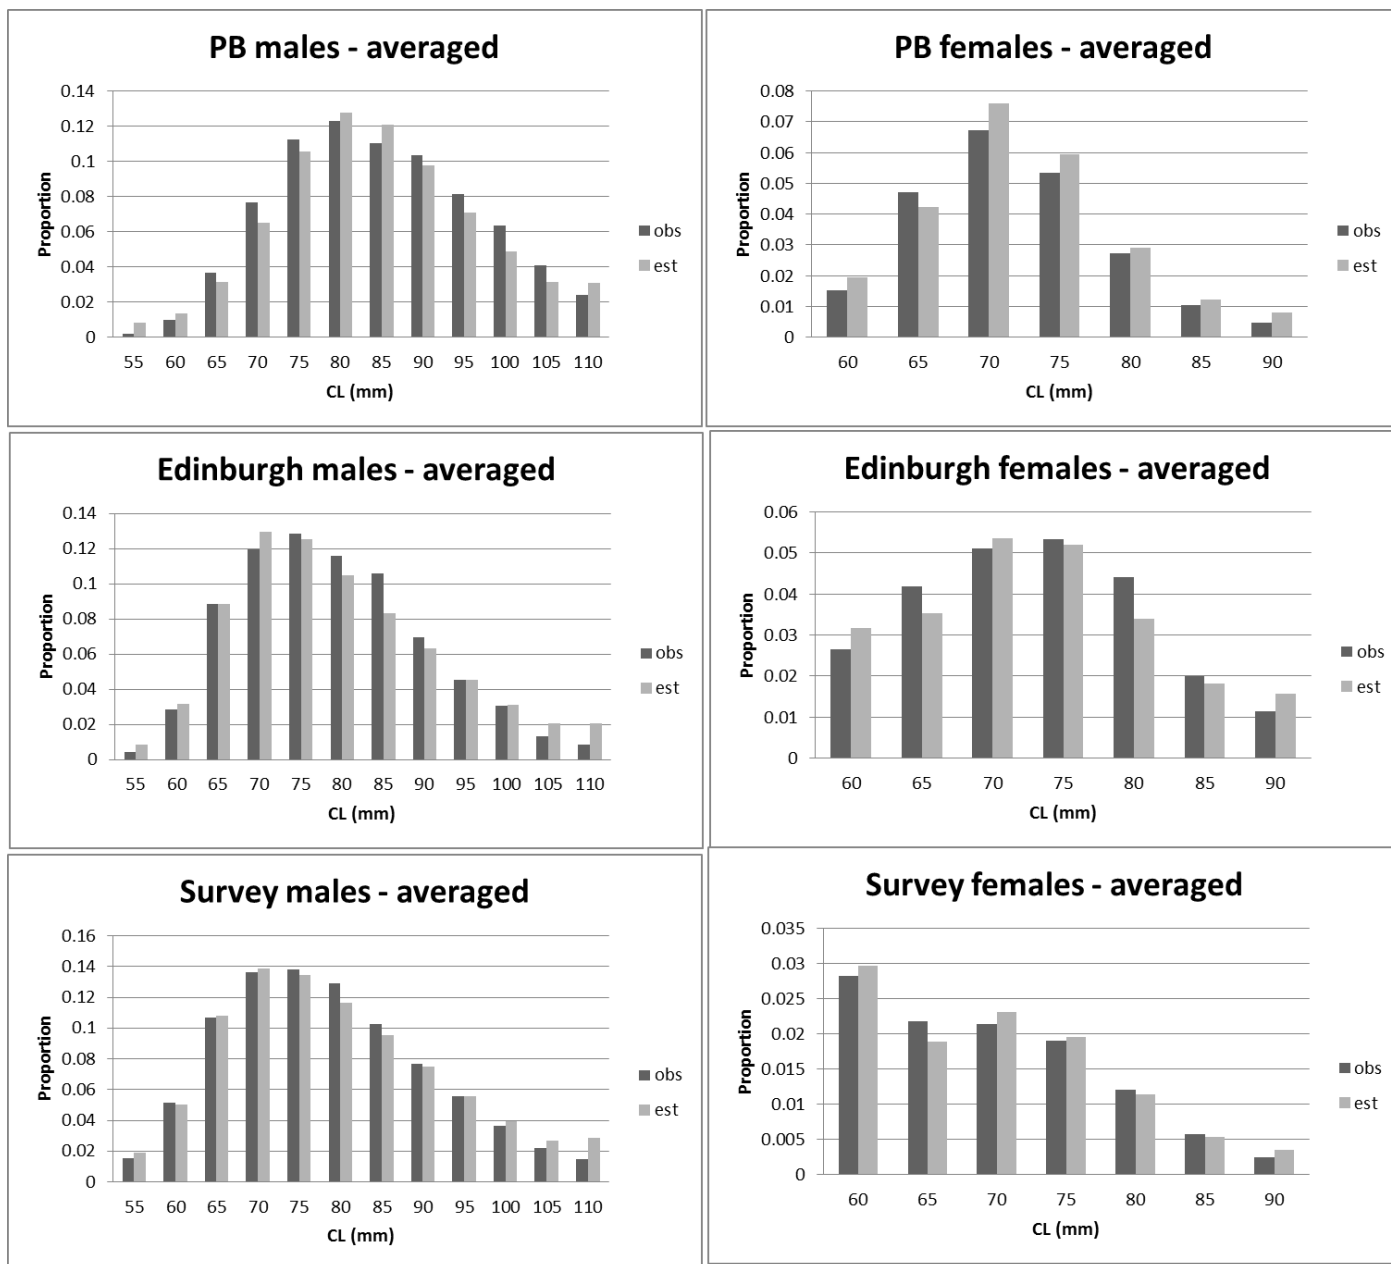 PB males - averaged
0.14
0.12
0.1
0.08
0.06
0.04
0.02
0
Proportion
55 60 65 70 75 80 85 90 95 100 105 110
CL (mm)
obs
est
PB females - averaged
0.08
0.07
0.06
0.05
0.04
0.03
0.02
0.01
0
Proportion
60 65 70 75 80 85 90
CL (mm)
obs
est
Edinburgh males - averaged
0.14
0.12
0.1
0.08
0.06
0.04
0.02
0
Proportion
55 60 65 70 75 80 85 90 95 100 105 110
CL (mm)
obs
est
Edinburgh females - averaged
0.06
0.05
0.04
0.03
0.02
0.01
0
Proportion
60 65 70 75 80 85 90
CL (mm)
obs
est
Survey males - averaged
0.16
0.14
0.12
0.1
0.08
0.06
0.04
0.02
0
Proportion
55 60 65 70 75 80 85 90 95 100 105 110
CL (mm)
obs
est
Survey females - averaged
0.035
0.03
0.025
0.02
0.015
0.01
0.005
0
Proportion
60 65 70 75 80 85 90
CL (mm)
obs
est